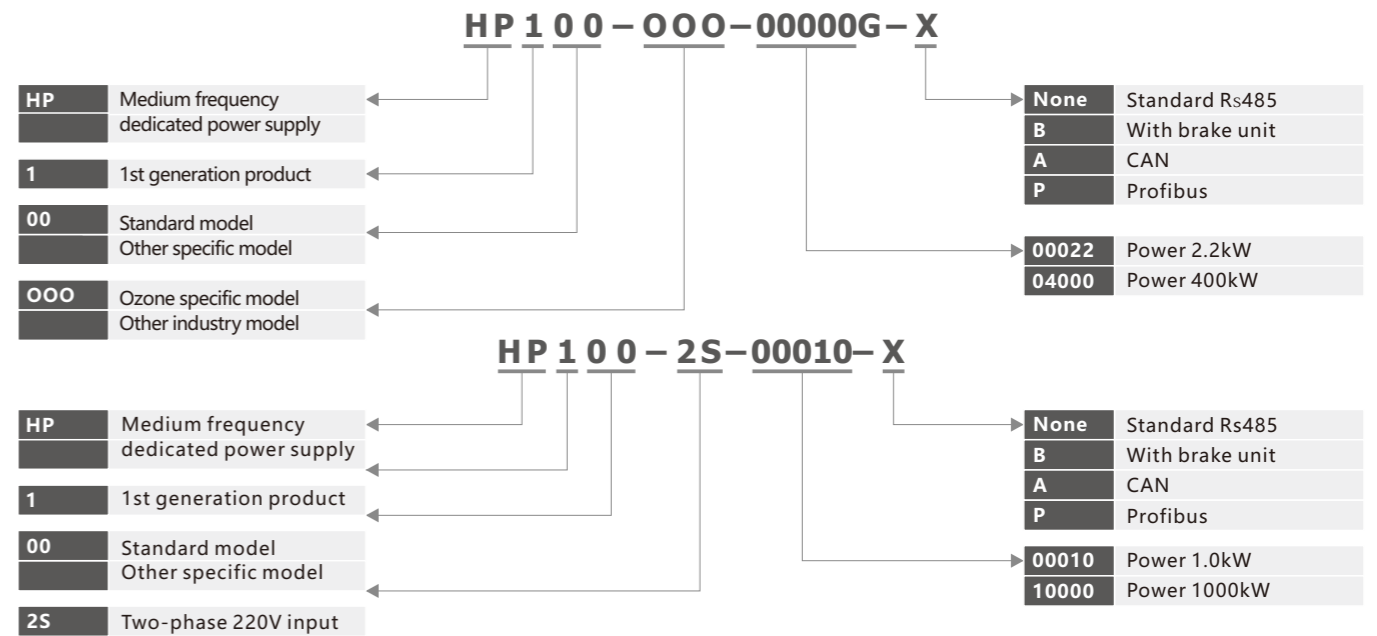 HP100-OOO-00000G-X
HP Medium frequency
dedicated power supply
1 1st generation product
00 Standard model
Other specific model
OOO Ozone specific model
Other industry model
None Standard Rs485
B With brake unit
A CAN
P Profibus
00022 Power 2.2kW
04000 Power 400kW
HP100-2S-00010-X
HP Medium frequency
dedicated power supply
1 1st generation product
00 Standard model
Other specific model
2S Two-phase 220V input
None Standard Rs485
B With brake unit
A CAN
P Profibus
00010 Power 1.0kW
10000 Power 1000kW